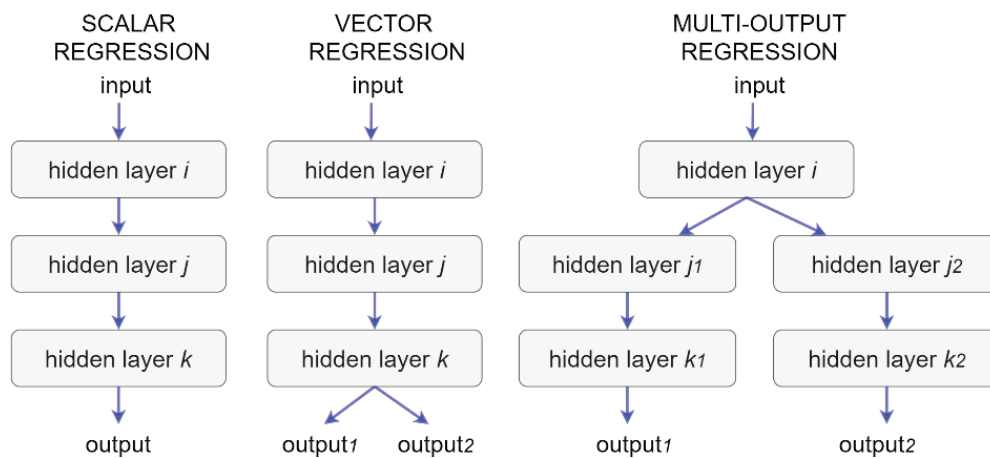 SCALAR
REGRESSION
input
hidden layer i
hidden layer j
hidden layer k
output
VECTOR
REGRESSION
input
hidden layer i
hidden layer j
hidden layer k
output1 output2
MULTI-OUTPUT
REGRESSION
input
hidden layer i
hidden layer j1 hidden layer j2
hidden layer k1 hidden layer k2
output1 output2